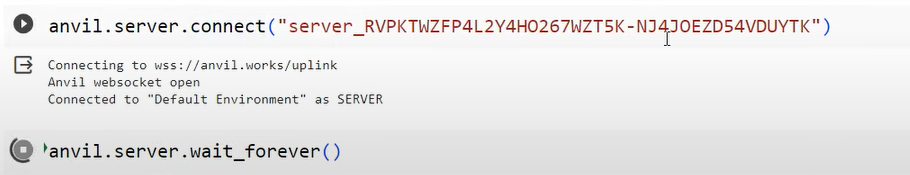 anvil.server.connect("server_RVPKTWZFP4L2Y4HO267WZT5K-NJ4JOEZD54VDUYTK")
Connecting to wss://anvil.works/uplink
Anvil websocket open
Connected to "Default Environment" as SERVER
anvil.server.wait_forever()